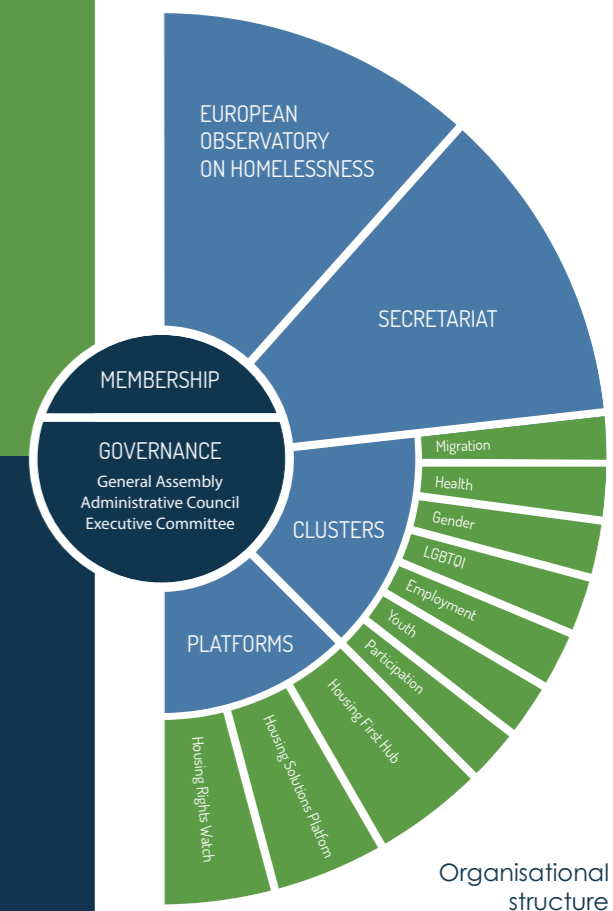 EUROPEAN
OBSERVATORY
ON HOMELESSNESS
SECRETARIAT
MEMBERSHIP
GOVERNANCE
General Assembly
Administrative Council
Executive Committee
CLUSTERS
Migration
Health
Gender
LGBTQI
Employment
Youth
Participation
PLATFORMS
Housing First Hub
Housing Solutions Platfom
Housing Rights Watch
Organisational
structure